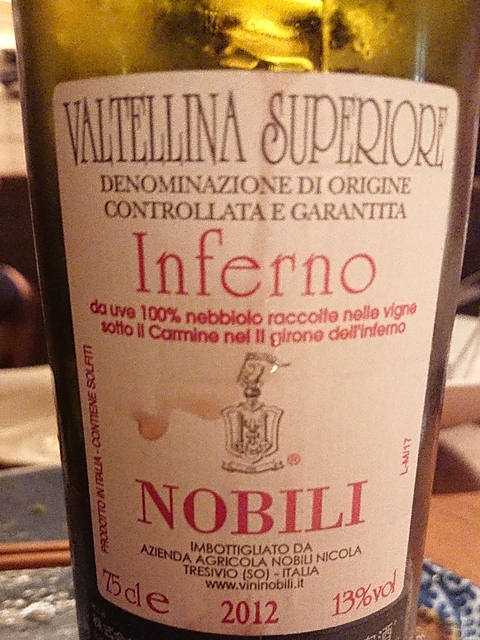 VALTELLINA SUPERIORE
DENOMINAZIONE DI ORIGINE
CONTROLLATA E GARANTITA
Inferno
da uve 100% nebbiolo raccolte nelle vigne
sotto il Carmine nel II girone dell'inferno
PRODOTTO IN ITALIA - CONTIENE SOLFITI
®
L-M/17
NOBILI
IMBOTTIGLIATO DA
AZIENDA AGRICOLA NOBILI NICOLA
TRESIVIO (SO) - ITALIA
www.vininobili.it
75 cl e 2012 13%vol